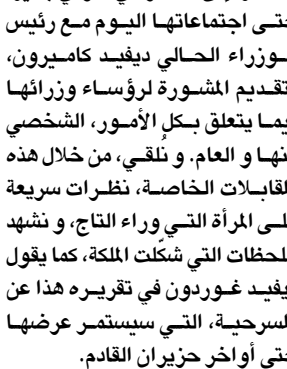 حتى اجتماعاتها اليوم مع رئيس
الوزراء الحالي ديفيد كاميرون،
تقديم المشورة لرؤساء وزرائها
فيما يتعلق بكل الأمور، الشخصي
منها و العام. و نُلقي، من خلال هذه
المقابلات الخاصة، نظرات سريعة
على المرأة التي وراء التاج، و نشهد
اللحظات التي شكّلت الملكة، كما يقول
ديفيد غوردون في تقريره هذا عن
المسرحية، التي سيستمر عرضها
حتى أواخر حزيران القادم.